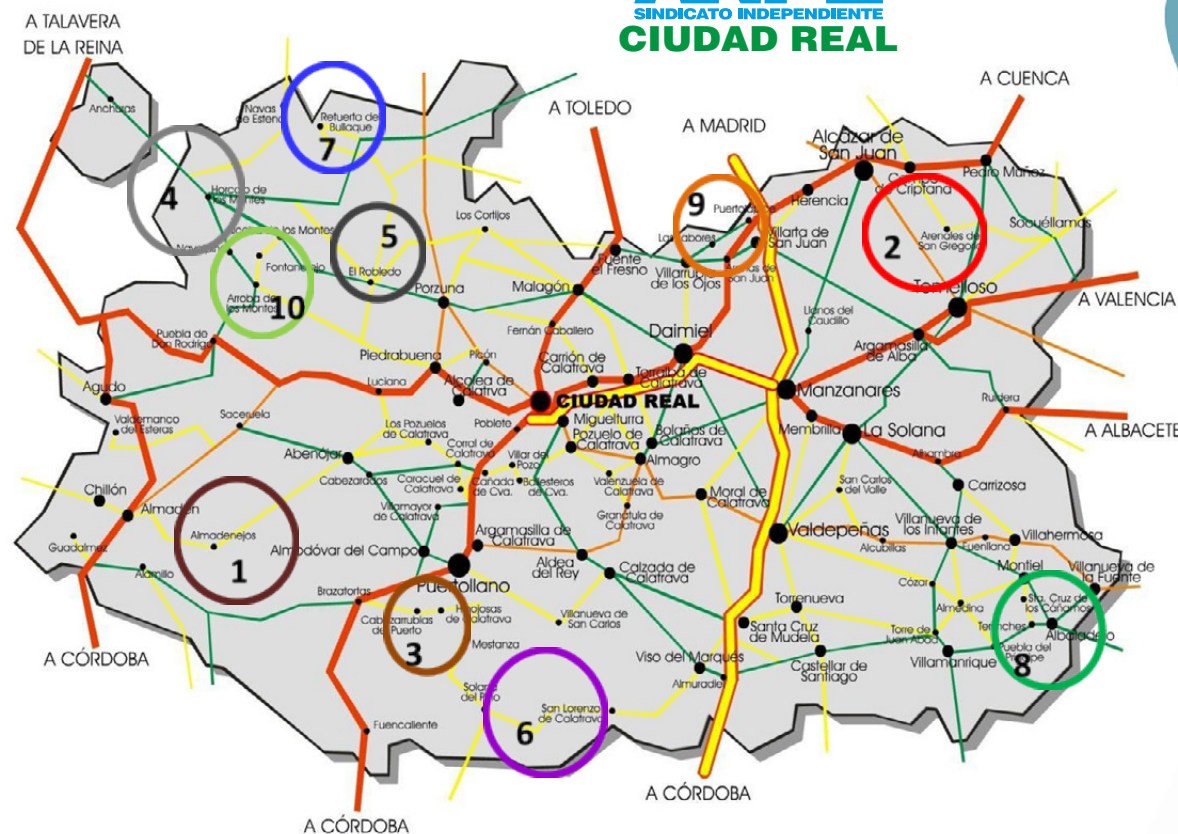 SINDICATO INDEPENDIENTE
CIUDAD REAL
A TALAVERA
DE LA REINA
A CUENCA
A TOLEDO
A MADRID
Anchuras
Navas
de Estena
Retuerta de
Bullaque
7
Alcázar de
San Juan
Campo
de Criptana
Pedro Muñoz
4
Horcajo de
los Montes
Herencia
9
Puertolápice
Las Labores
Villarta de
San Juan
Arenas de
San Juan
2
Arenales de
San Gregorio
Socuéllamos
Los Cortijos
5
El Robledo
Fontanarejo
Arroba de
los Montes
10
Fuente
el Fresno
Villarrubia
de los Ojos
Porzuna
Malagón
Tomelloso
A VALENCIA
Llanos del
Caudillo
Puebla de
Don Rodrigo
Fernán Caballero
Daimiel
Argamasilla
de Alba
Piedrabuena
Picón
Carrión de
Calatrava
Torralba de
Calatrava
Agudo
Luciana
Alcolea de
Calatrva
CIUDAD REAL
Manzanares
Ruidera
A ALBACETE
Valdemanco
del Esteras
Saceruela
Los Pozuelos
de Calatrava
Poblete
Miguelturra
Pozuelo de
Calatrava
Bolaños de
Calatrava
Membrilla
La Solana
Alhambra
Abenójar
Corral de
Calatrava
Villar del
Pozo
Almagro
Cabezarados
Caracuel de
Calatrava
Cañada
de Cva.
Ballesteros
de Cva.
Valenzuela de
Calatrava
Moral de
Calatrava
San Carlos
del Valle
Carrizosa
Chillón
Almadén
Villamayor
de Calatrava
Granátula de
Calatrava
Almadenejos
1
Guadalmez
Alamillo
Almodóvar del Campo
Argamasilla de
Calatrava
Aldea
del Rey
Calzada de
Calatrava
Valdepeñas
Alcubillas
Villanueva de
los Infantes
Fuenllana
Villahermosa
Montiel
Villanueva de
la Fuente
Puertollano
Brazatortas
Cabezarrubias
del Puerto
Hinojosas
de Calatrava
3
Villanueva de
San Carlos
Mestanza
Torrenueva
Santa Cruz
de Mudela
Cózar
Almedina
Torre de
Juan Abad
Sta. Cruz de
los Cáñamos
Terrinches
Albaladejo
Puebla del
Príncipe
8
Villamanrique
Castellar de
Santiago
Viso del Marqués
Almuradiel
Solana
del Pino
San Lorenzo
de Calatrava
6
Fuencaliente
A CÓRDOBA
A CÓRDOBA
A CÓRDOBA